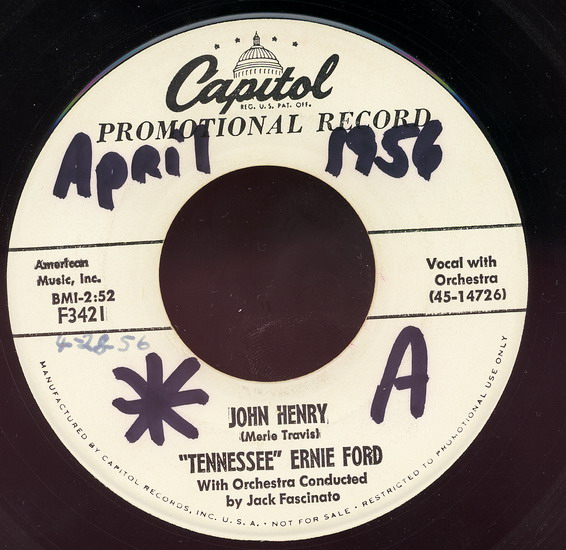 Capitol
REG. U.S. PAT. OFF.
PROMOTIONAL RECORD
April 1956
American
Music, Inc.
BMI-2:52
F3421
Vocal with
Orchestra
(45-14726)
4-28-56
A
JOHN HENRY
(Merle Travis)
"TENNESSEE" ERNIE FORD
With Orchestra Conducted
by Jack Fascinato
MANUFACTURED BY CAPITOL RECORDS, INC. U.S.A. • NOT FOR SALE • RESTRICTED TO PROMOTIONAL USE ONLY